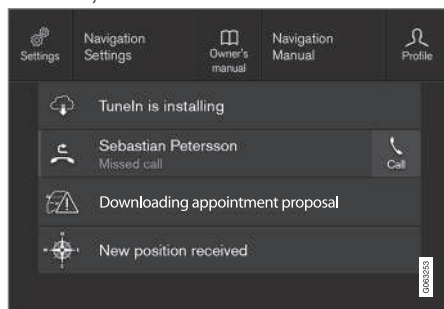 Settings
Navigation
Settings
Owner's
manual
Navigation
Manual
Profile
TuneIn is installing
Sebastian Petersson
Missed call
Call
Downloading appointment proposal
New position received
G063253